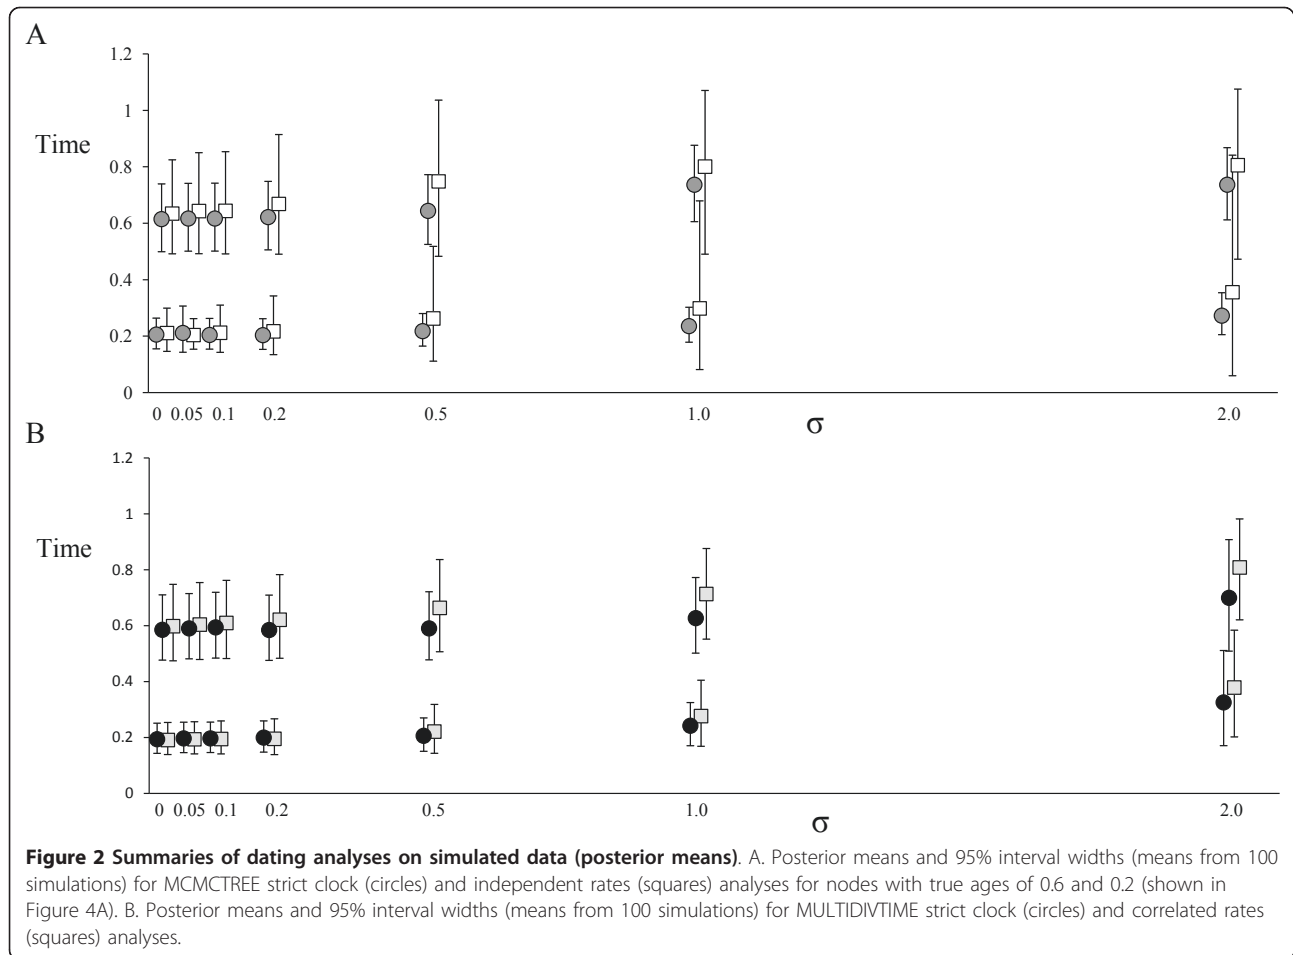 A
1.2
1
Time
0.8
0.6
0.4
0.2
0
0 0.05 0.1 0.2 0.5 1.0 2.0
σ
B
1.2
1
Time
0.8
0.6
0.4
0.2
0
0 0.05 0.1 0.2 0.5 1.0 2.0
σ
Figure 2 Summaries of dating analyses on simulated data (posterior means). A. Posterior means and 95% interval widths (means from 100
simulations) for MCMCTREE strict clock (circles) and independent rates (squares) analyses for nodes with true ages of 0.6 and 0.2 (shown in
Figure 4A). B. Posterior means and 95% interval widths (means from 100 simulations) for MULTIDIVTIME strict clock (circles) and correlated rates
(squares) analyses.